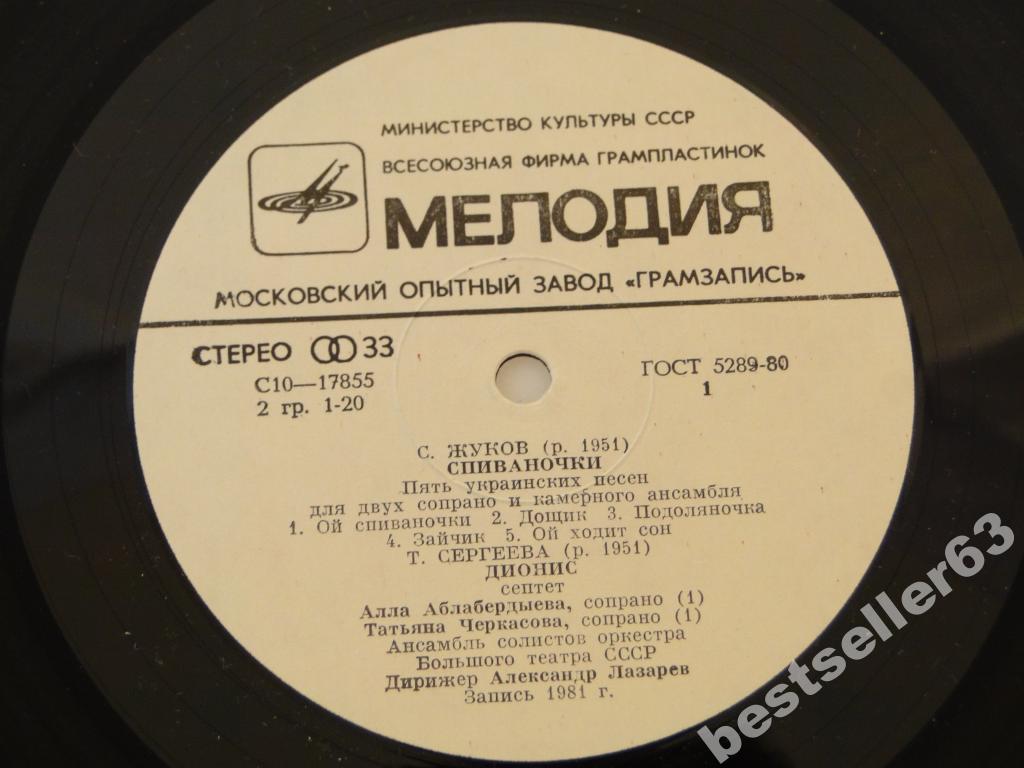 МИНИСТЕРСТВО КУЛЬТУРЫ СССР
ВСЕСОЮЗНАЯ ФИРМА ГРАМПЛАСТИНОК
МЕЛОДИЯ
МОСКОВСКИЙ ОПЫТНЫЙ ЗАВОД «ГРАМЗАПИСЬ»
СТЕРЕО 33
С10—17855
2 гр. 1-20
ГОСТ 5289-80
1
С. ЖУКОВ (р. 1951)
СПИВАНОЧКИ
Пять украинских песен
для двух сопрано и камерного ансамбля
1. Ой спиваночки 2. Дощик 3. Подоляночка
4. Зайчик 5. Ой ходит сон
Т. СЕРГЕЕВА (р. 1951)
ДИОНИС
септет
Алла Аблабердыева, сопрано (1)
Татьяна Черкасова, сопрано (1)
Ансамбль солистов оркестра
Большого театра СССР
Дирижер Александр Лазарев
Запись 1981 г.
bestseller63